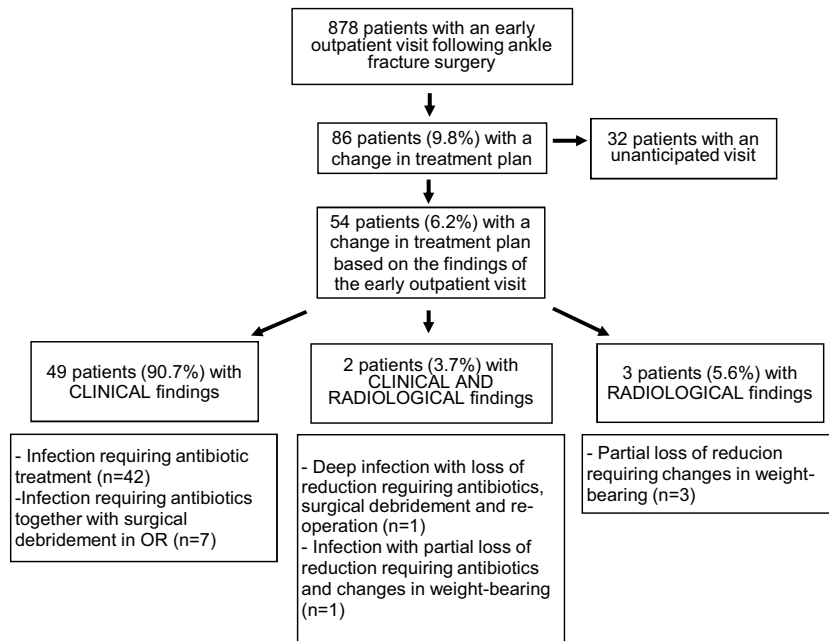 878 patients with an early
outpatient visit following ankle
fracture surgery
86 patients (9.8%) with
a change in treatment plan
32 patients with an
unanticipated visit
54 patients (6.2%) with a
change in treatment plan
based on the findings of
the early outpatient visit
49 patients (90.7%) with
CLINICAL findings
2 patients (3.7%) with
CLINICAL AND
RADIOLOGICAL findings
3 patients (5.6%) with
RADIOLOGICAL findings
- Infection requiring antibiotic
treatment (n=42)
-Infection requiring antibiotics
together with surgical
debridement in OR (n=7)
- Deep infection with loss of
reduction reguiring antibiotics,
surgical debridement and re-
operation (n=1)
- Infection with partial loss of
reduction requiring antibiotics
and changes in weight-bearing
(n=1)
- Partial loss of reducion
requiring changes in weight-
bearing (n=3)